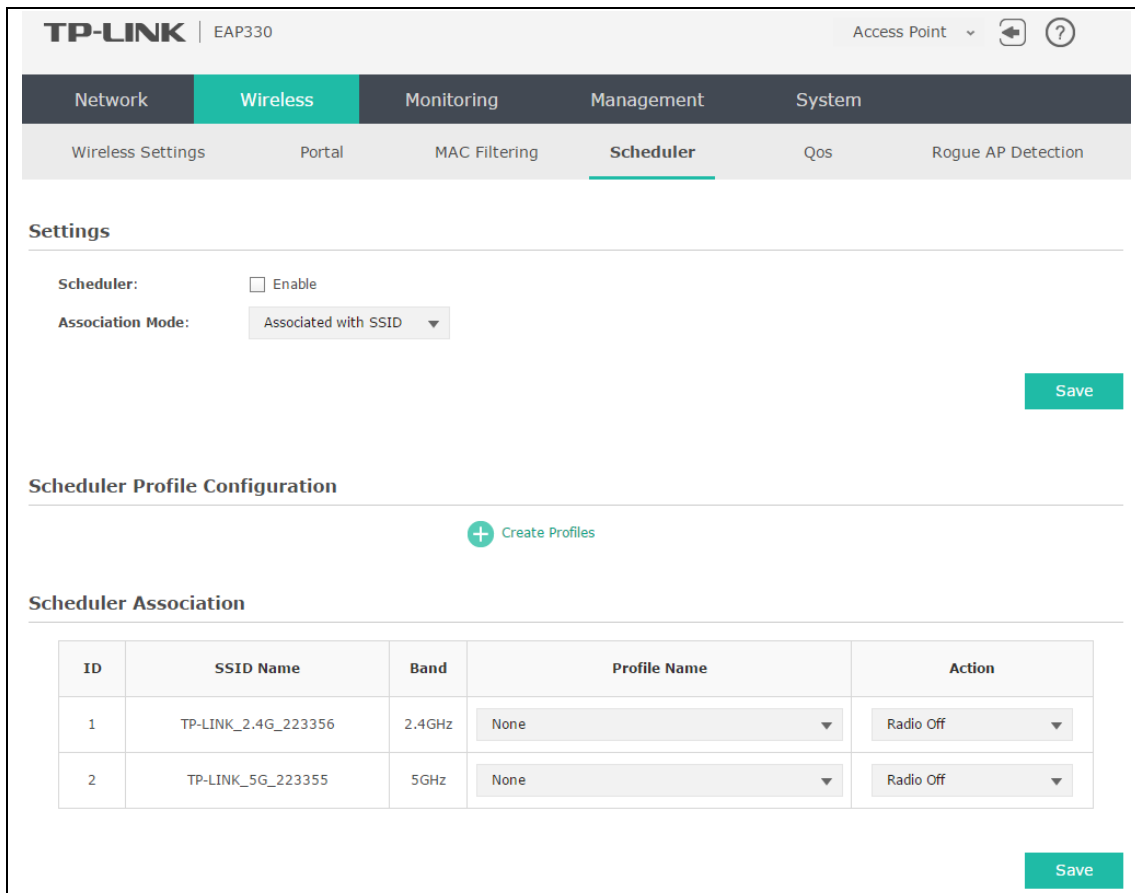 TP-LINK | EAP330 Access Point ?
Network Wireless Monitoring Management System
Wireless Settings Portal MAC Filtering Scheduler Qos Rogue AP Detection
Settings
Scheduler: Enable
Association Mode: Associated with SSID
Save
Scheduler Profile Configuration
Create Profiles
Scheduler Association
ID SSID Name Band Profile Name Action
1 TP-LINK_2.4G_223356 2.4GHz None Radio Off
2 TP-LINK_5G_223355 5GHz None Radio Off
Save